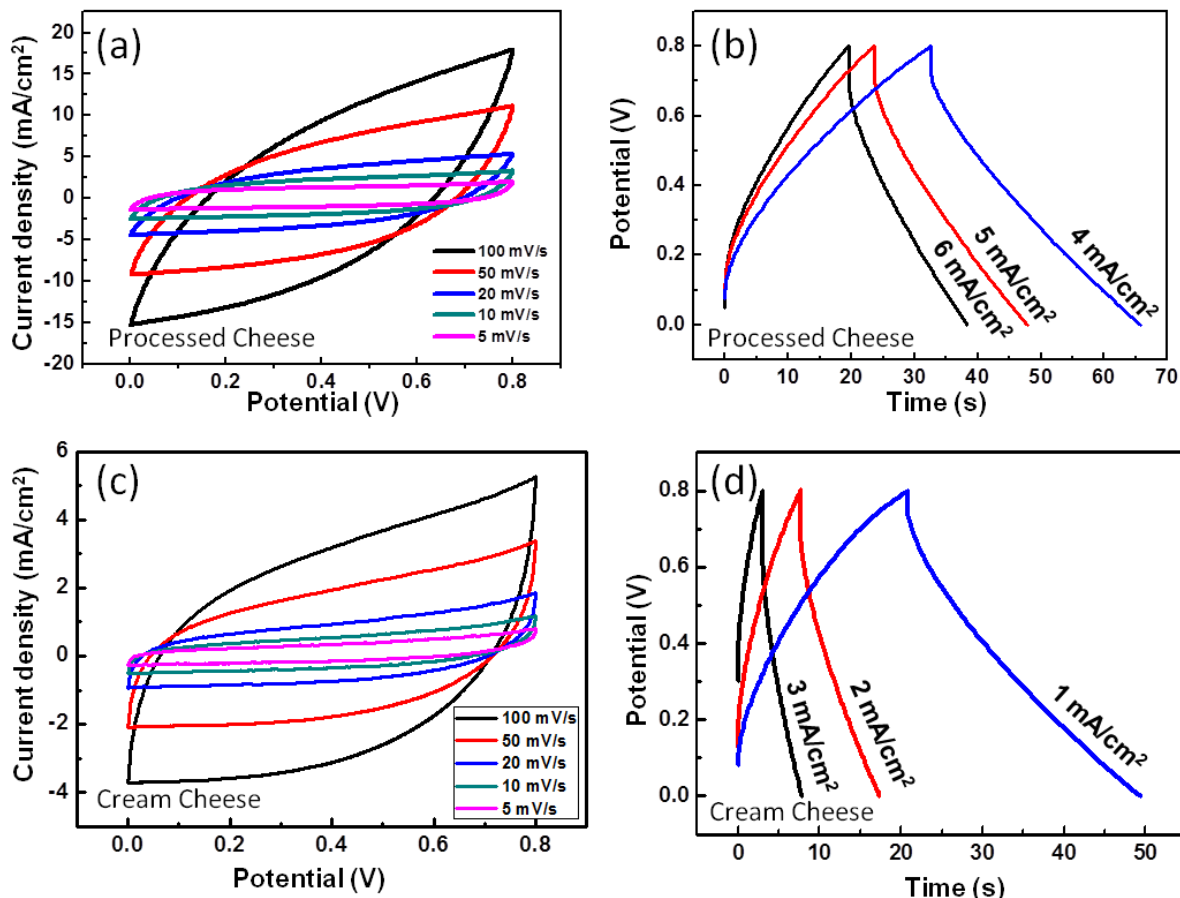 (a)
Current density (mA/cm²)
20
15
10
5
0
-5
-10
-15
-20
100 mV/s
50 mV/s
20 mV/s
10 mV/s
5 mV/s
Processed Cheese
0.0 0.2 0.4 0.6 0.8
Potential (V)
(b)
Potential (V)
0.8
0.6
0.4
0.2
0.0
6 mA/cm²
5 mA/cm²
4 mA/cm²
Processed Cheese
0 10 20 30 40 50 60 70
Time (s)
(c)
Current density (mA/cm²)
6
4
2
0
-2
-4
100 mV/s
50 mV/s
20 mV/s
10 mV/s
5 mV/s
Cream Cheese
0.0 0.2 0.4 0.6 0.8
Potential (V)
(d)
Potential (V)
0.8
0.6
0.4
0.2
0.0
3 mA/cm²
2 mA/cm²
1 mA/cm²
Cream Cheese
0 10 20 30 40 50
Time (s)